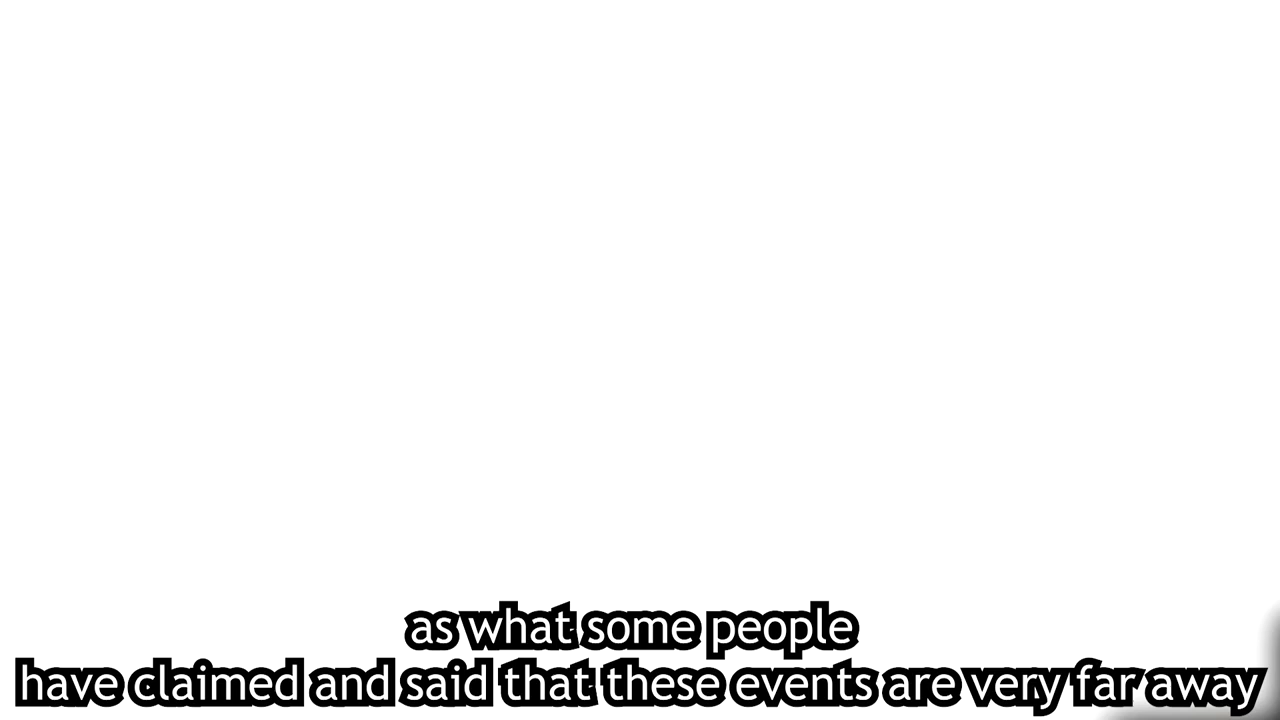 as what some people
have claimed and said that these events are very far away